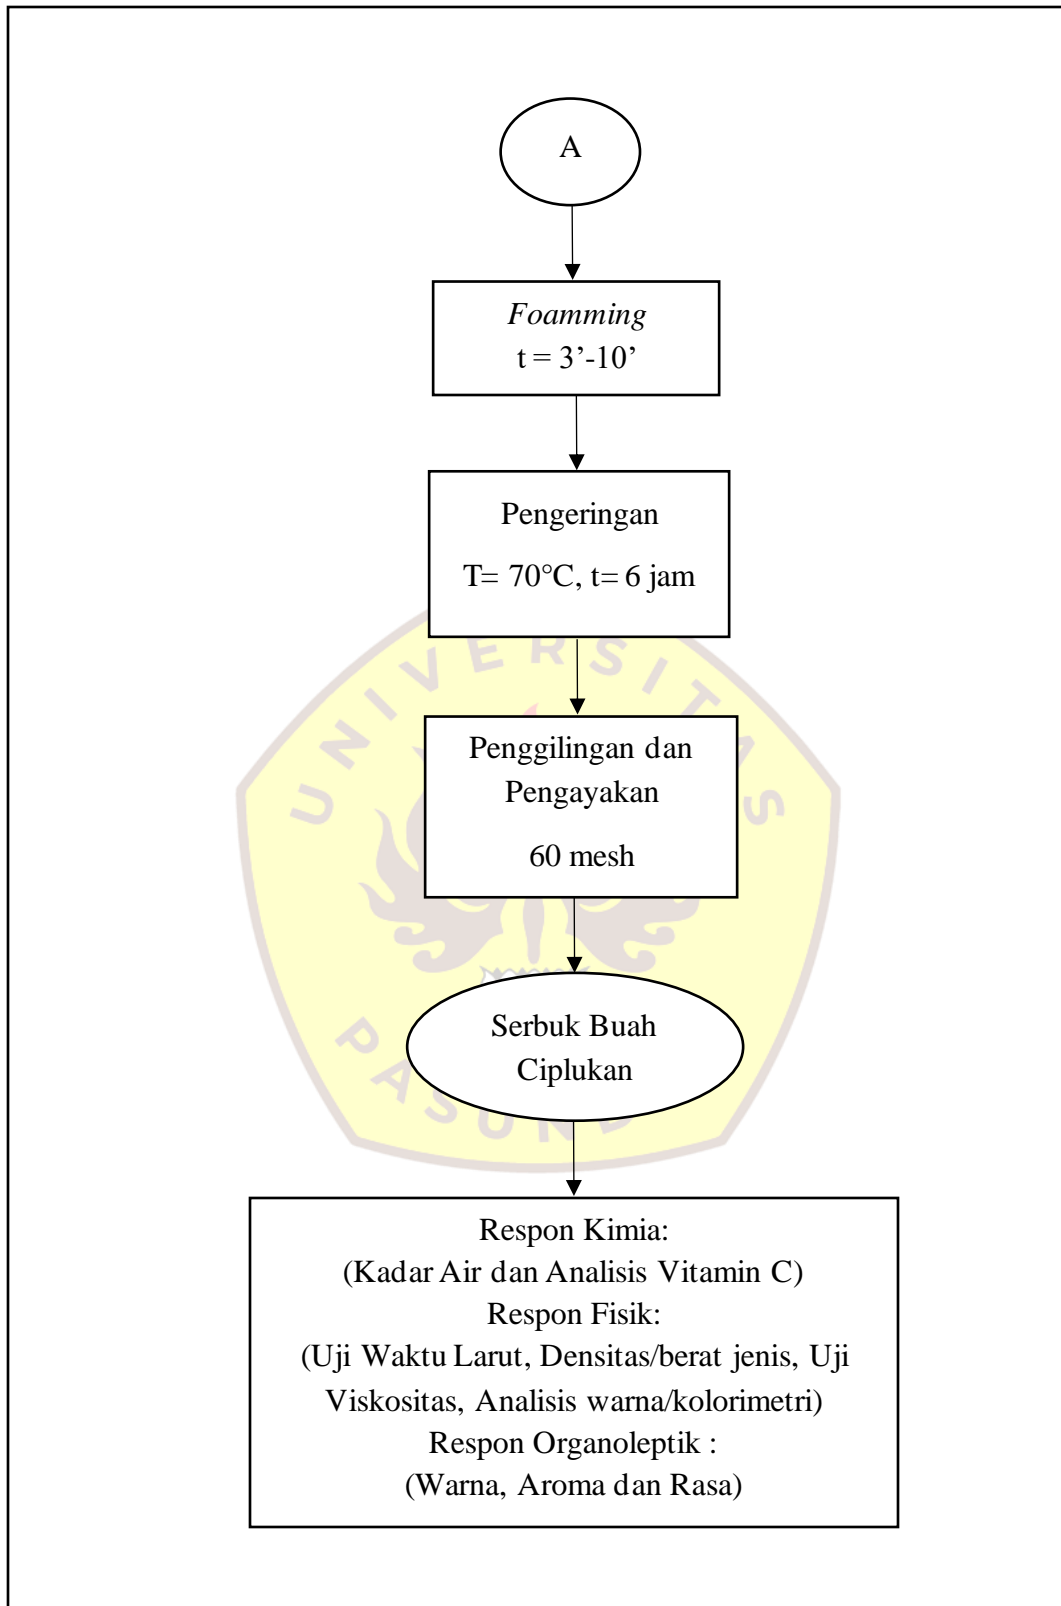 A
Foamming
t = 3’-10’
Pengeringan
T= 70°C, t= 6 jam
UNIVERSITAS
Penggilingan dan
Pengayakan
60 mesh
Serbuk Buah
Ciplukan
PASUND
Respon Kimia:
(Kadar Air dan Analisis Vitamin C)
Respon Fisik:
(Uji Waktu Larut, Densitas/berat jenis, Uji
Viskositas, Analisis warna/kolorimetri)
Respon Organoleptik :
(Warna, Aroma dan Rasa)